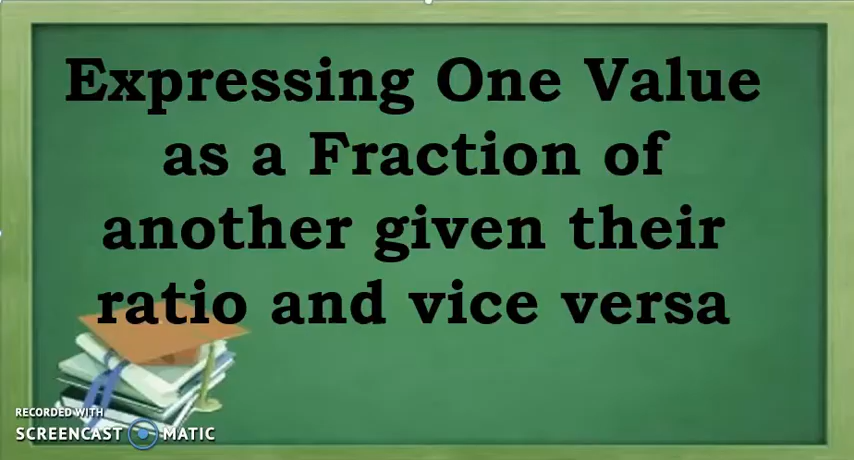 Expressing One Value
as a Fraction of
another given their
ratio and vice versa
RECORDED WITH
SCREENCAST MATIC